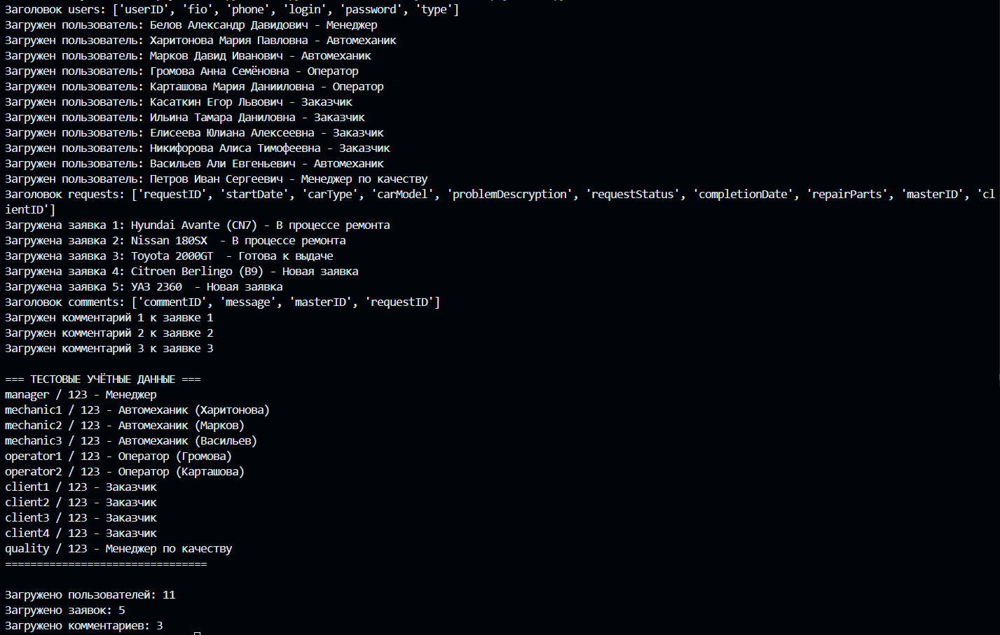 Заголовок users: ['userID', 'fio', 'phone', 'login', 'password', 'type']
Загружен пользователь: Белов Александр Давидович - Менеджер
Загружен пользователь: Харитонова Мария Павловна - Автомеханик
Загружен пользователь: Марков Давид Иванович - Автомеханик
Загружен пользователь: Громова Анна Семёновна - Оператор
Загружен пользователь: Карташова Мария Данииловна - Оператор
Загружен пользователь: Касаткин Егор Львович - Заказчик
Загружен пользователь: Ильина Тамара Даниловна - Заказчик
Загружен пользователь: Елисеева Юлиана Алексеевна - Заказчик
Загружен пользователь: Никифорова Алиса Тимофеевна - Заказчик
Загружен пользователь: Васильев Али Евгеньевич - Автомеханик
Загружен пользователь: Петров Иван Сергеевич - Менеджер по качеству
Заголовок requests: ['requestID', 'startDate', 'carType', 'carModel', 'problemDescryption', 'requestStatus', 'completionDate', 'repairParts', 'masterID', 'cl
ientID']
Загружена заявка 1: Hyundai Avante (CN7) - В процессе ремонта
Загружена заявка 2: Nissan 180SX  - В процессе ремонта
Загружена заявка 3: Toyota 2000GT  - Готова к выдаче
Загружена заявка 4: Citroen Berlingo (B9) - Новая заявка
Загружена заявка 5: УАЗ 2360  - Новая заявка
Заголовок comments: ['commentID', 'message', 'masterID', 'requestID']
Загружен комментарий 1 к заявке 1
Загружен комментарий 2 к заявке 2
Загружен комментарий 3 к заявке 3
=== ТЕСТОВЫЕ УЧЁТНЫЕ ДАННЫЕ ===
manager / 123 - Менеджер
mechanic1 / 123 - Автомеханик (Харитонова)
mechanic2 / 123 - Автомеханик (Марков)
mechanic3 / 123 - Автомеханик (Васильев)
operator1 / 123 - Оператор (Громова)
operator2 / 123 - Оператор (Карташова)
client1 / 123 - Заказчик
client2 / 123 - Заказчик
client3 / 123 - Заказчик
client4 / 123 - Заказчик
quality / 123 - Менеджер по качеству
================================
Загружено пользователей: 11
Загружено заявок: 5
Загружено комментариев: 3